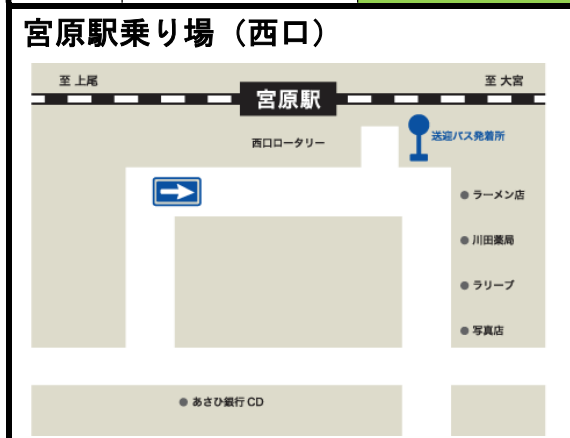 宮原駅乗り場（西口）
至 上尾
至 大宮
宮原駅
西口ロータリー
送迎バス発着所
ラーメン店
川田薬局
ラリーブ
写真店
あさひ銀行 CD